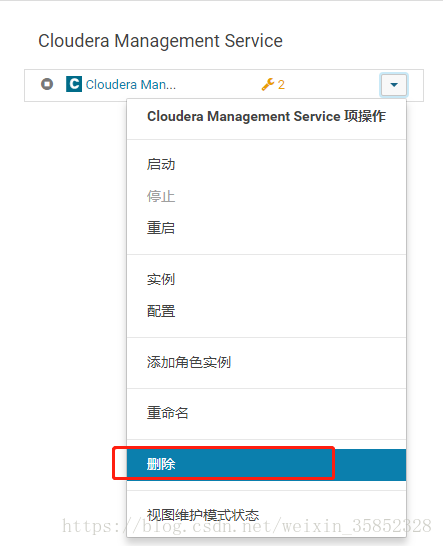 Cloudera Management Service
C Cloudera Man... 2
Cloudera Management Service 项操作
启动
停止
重启
实例
配置
添加角色实例
重命名
删除
视图维护模式状态
https://blog.csdn.net/weixin_35852328